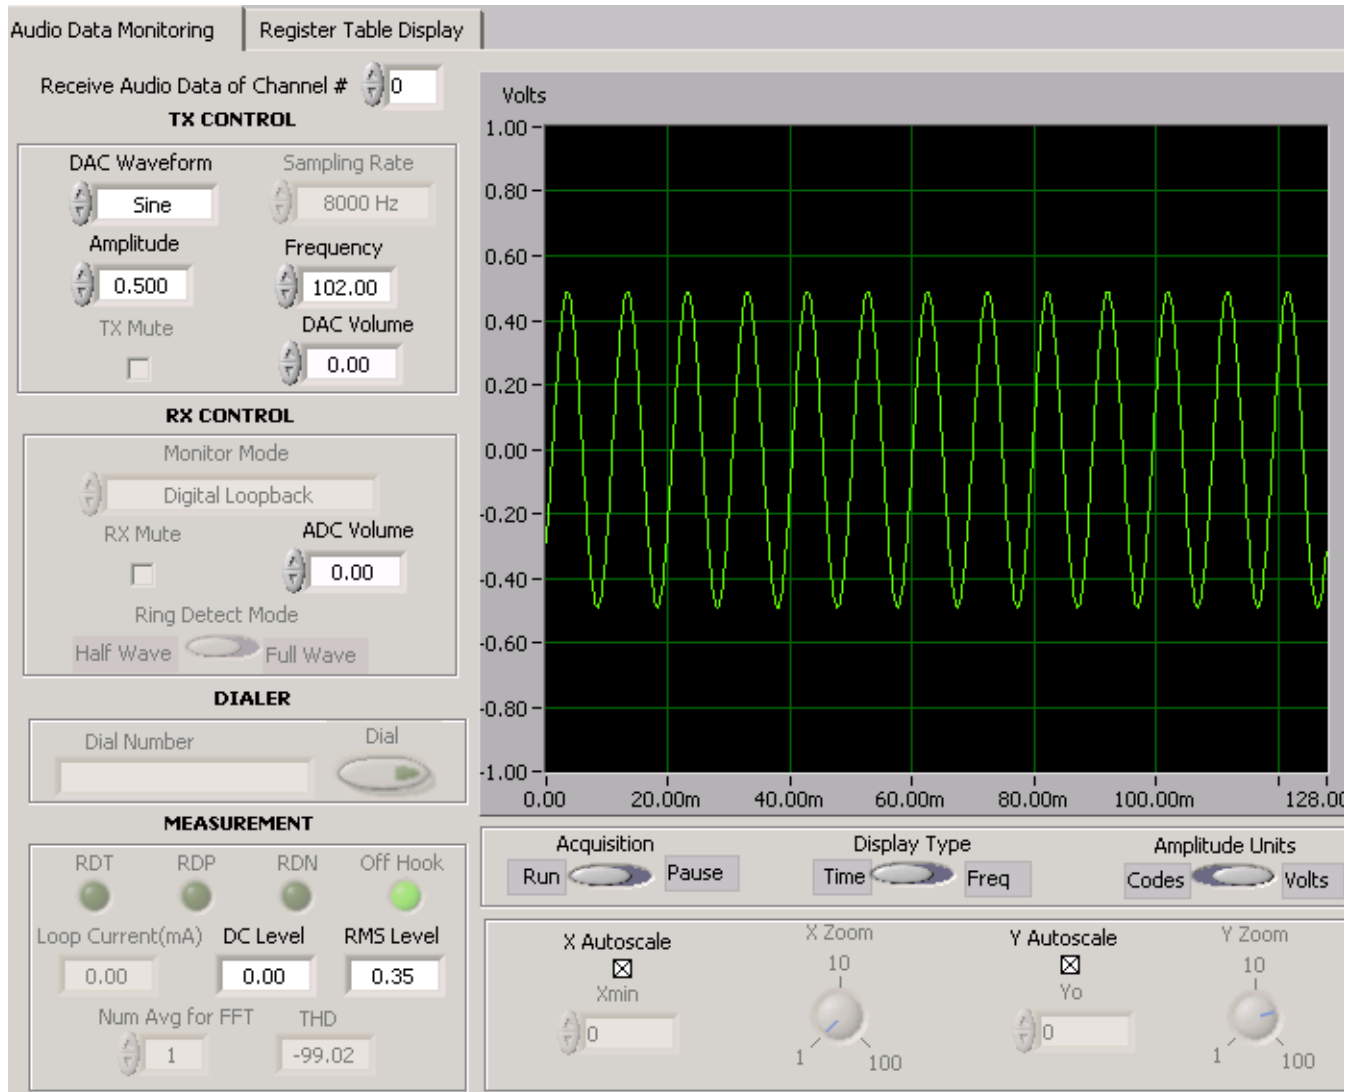 Audio Data Monitoring
Register Table Display
Receive Audio Data of Channel #
0
TX CONTROL
DAC Waveform
Sampling Rate
Sine
8000 Hz
Amplitude
Frequency
0.500
102.00
TX Mute
DAC Volume
0.00
RX CONTROL
Monitor Mode
Digital Loopback
RX Mute
ADC Volume
0.00
Ring Detect Mode
Half Wave
Full Wave
DIALER
Dial Number
Dial
MEASUREMENT
RDT
RDP
RDN
Off Hook
Loop Current(mA)
DC Level
RMS Level
0.00
0.00
0.35
Num Avg for FFT
THD
1
-99.02
Volts
1.00
0.80
0.60
0.40
0.20
0.00
-0.20
-0.40
-0.60
-0.80
-1.00
0.00
20.00m
40.00m
60.00m
80.00m
100.00m
128.00
Acquisition
Run
Pause
Display Type
Time
Freq
Amplitude Units
Codes
Volts
X Autoscale
Xmin
0
X Zoom
10
1
100
Y Autoscale
Yo
0
Y Zoom
10
1
100